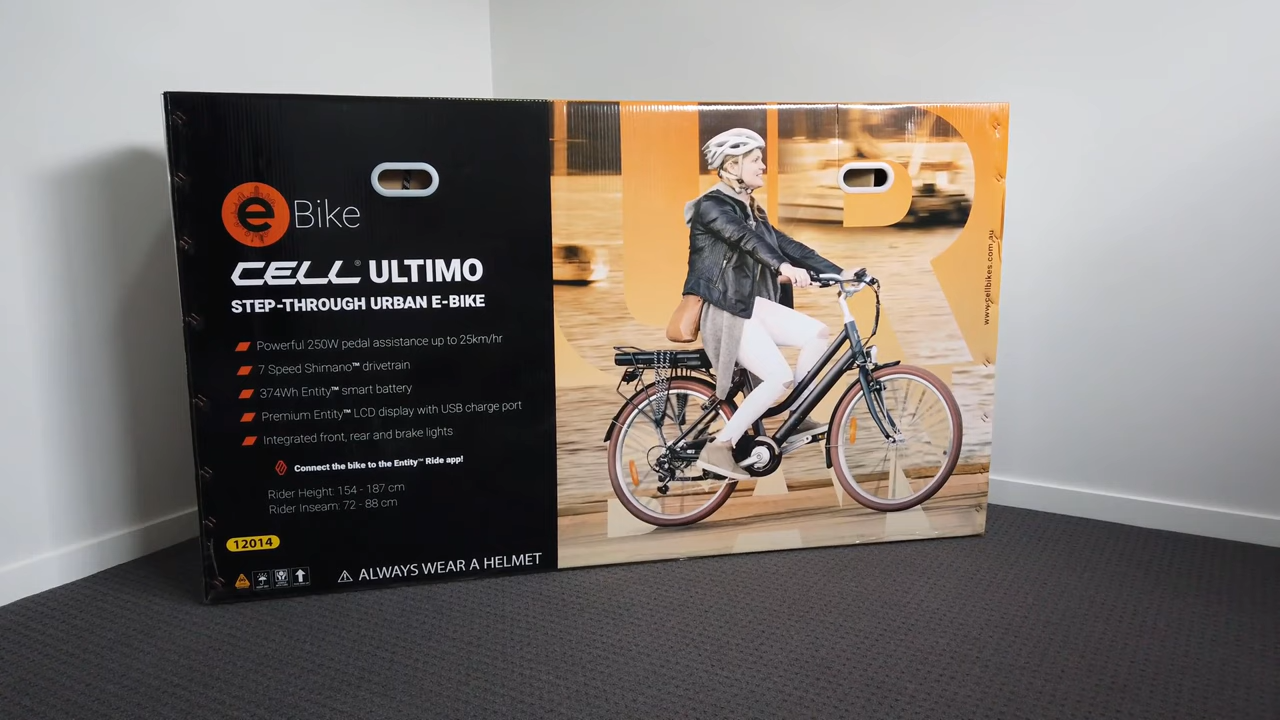 e Bike
CELL® ULTIMO
STEP-THROUGH URBAN E-BIKE
Powerful 250W pedal assistance up to 25km/hr
7 Speed Shimano™ drivetrain
374Wh Entity™ smart battery
Premium Entity™ LCD display with USB charge port
Integrated front, rear and brake lights
Connect the bike to the Entity™ Ride app!
Rider Height: 154 - 187 cm
Rider Inseam: 72 - 88 cm
12014
ALWAYS WEAR A HELMET
www.cellbikes.com.au